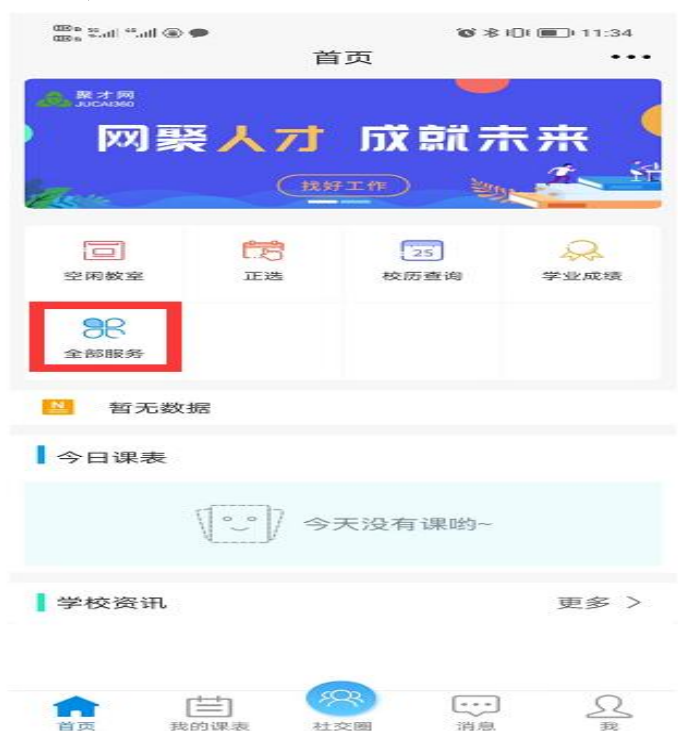 11:34
首页
聚才网
JUCAI360
网聚人才 成就未来
找好工作
空闲教室 正选 校历查询 学业成绩
25
全部服务
N 暂无数据
今日课表
今天没有课哟~
学校资讯 更多 >
首页 我的课表 社交圈 消息 我